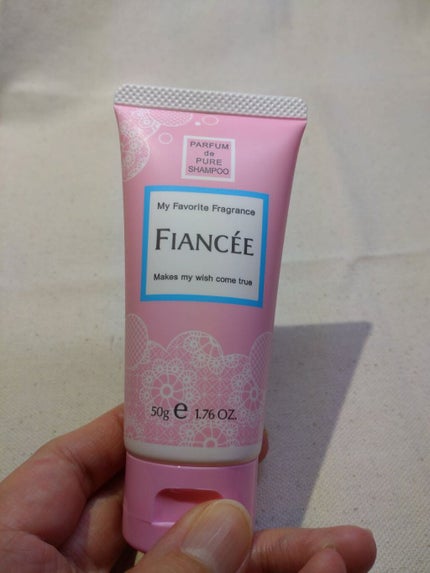 PARFUM
de
PURE
SHAMPOO
My Favorite Fragrance
FIANCÉE
Makes my wish come true
50g e 1.76 OZ.